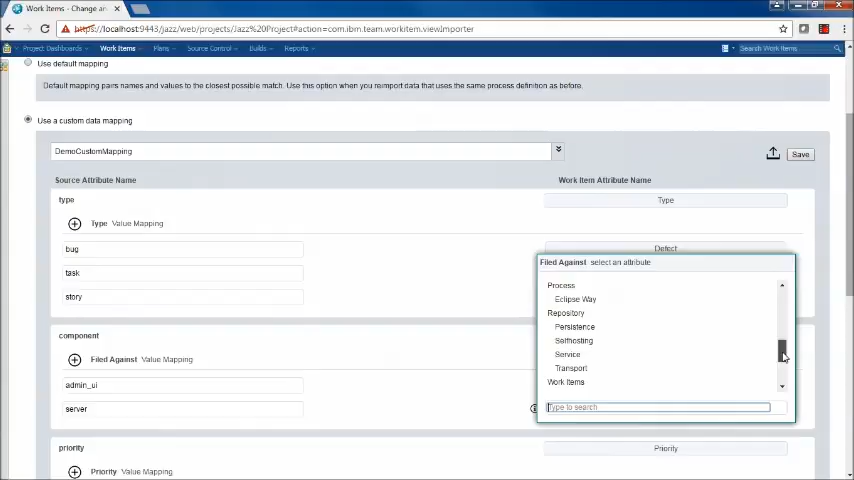 Work Items - Change an
https://localhost:9443/jazz/web/projects/Jazz%20Project#action=com.ibm.team.workitem.viewImporter
Project Dashboards Work Items Plans Source Control Builds Reports Search Work Items
Use default mapping
Default mapping pairs names and values to the closest possible match. Use this option when you reimport data that uses the same process definition as before.
Use a custom data mapping
DemoCustomMapping
Save
Source Attribute Name Work Item Attribute Name
type Type
Type Value Mapping
bug Defect
task
story
Filed Against select an attribute
Process
Eclipse Way
Repository
Persistence
Selfhosting
Service
Transport
Work Items
Type to search
component
Filed Against Value Mapping
admin_ui
server
priority Priority
Priority Value Mapping